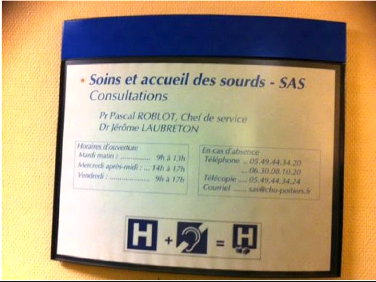 • Soins et accueil des sourds - SAS
Consultations
Pr Pascal ROBLOT, Chef de service
Dr Jérôme LAUBRETON
Horaires d'ouverture
Mardi matin : ............ 9h à 13h
Mercredi après-midi : ... 14h à 17h
Vendredi : ............... 9h à 17h
En cas d'absence
Téléphone ... 05.49.44.34.20
... 06.30.08.10.20
Télécopie .... 05.49.44.34.24
Courriel ..... sas@chu-poitiers.fr
H + = H